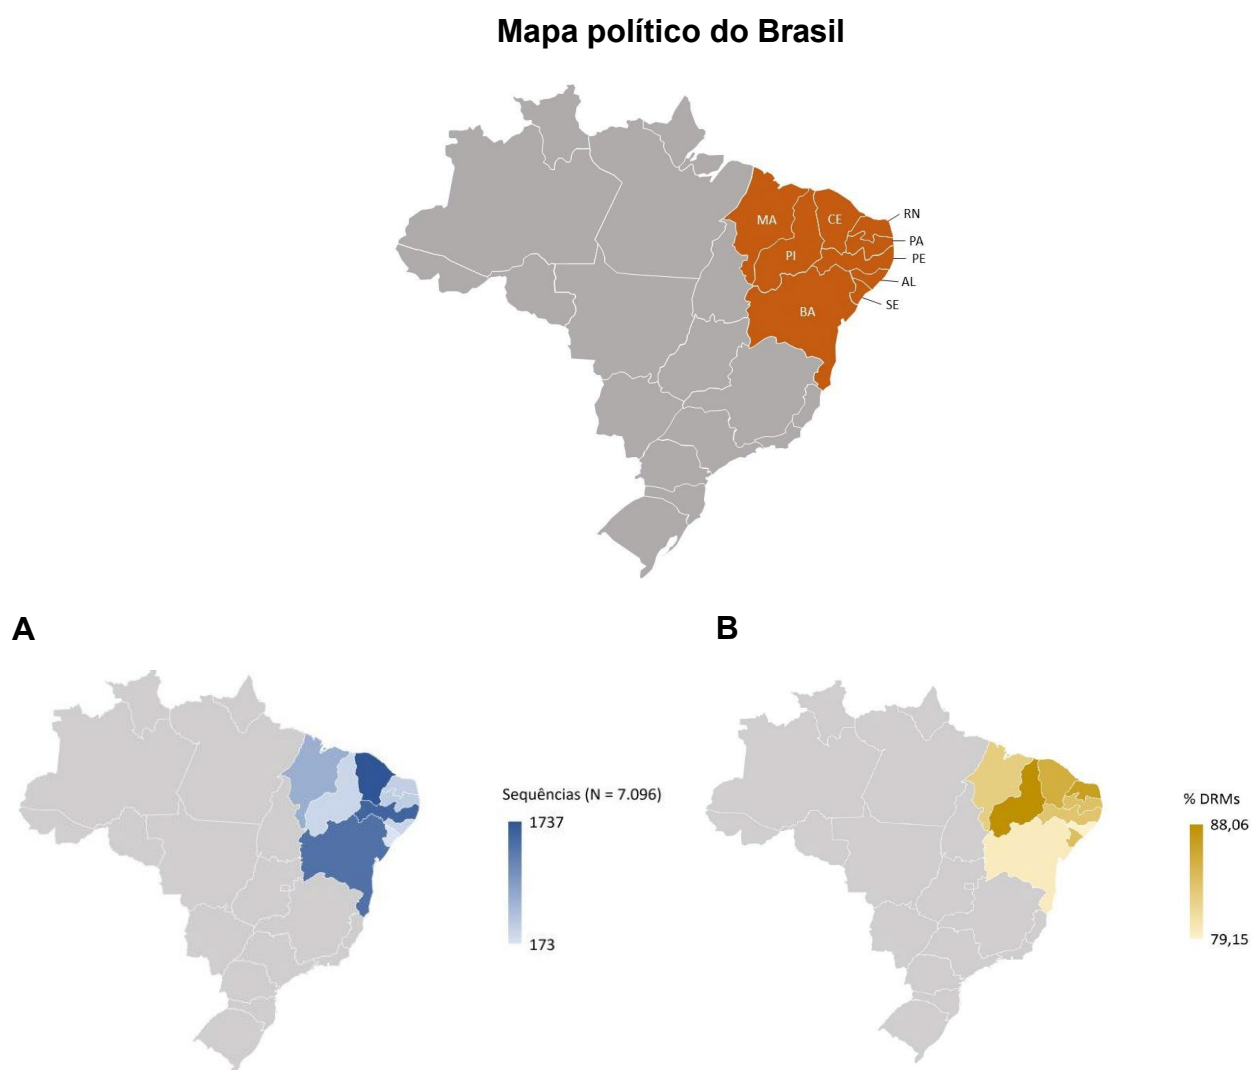 Mapa político do Brasil
MA
CE
RN
PA
PI
PE
AL
SE
BA
A
B
Sequências (N = 7.096)
1737
173
% DRMs
88,06
79,15